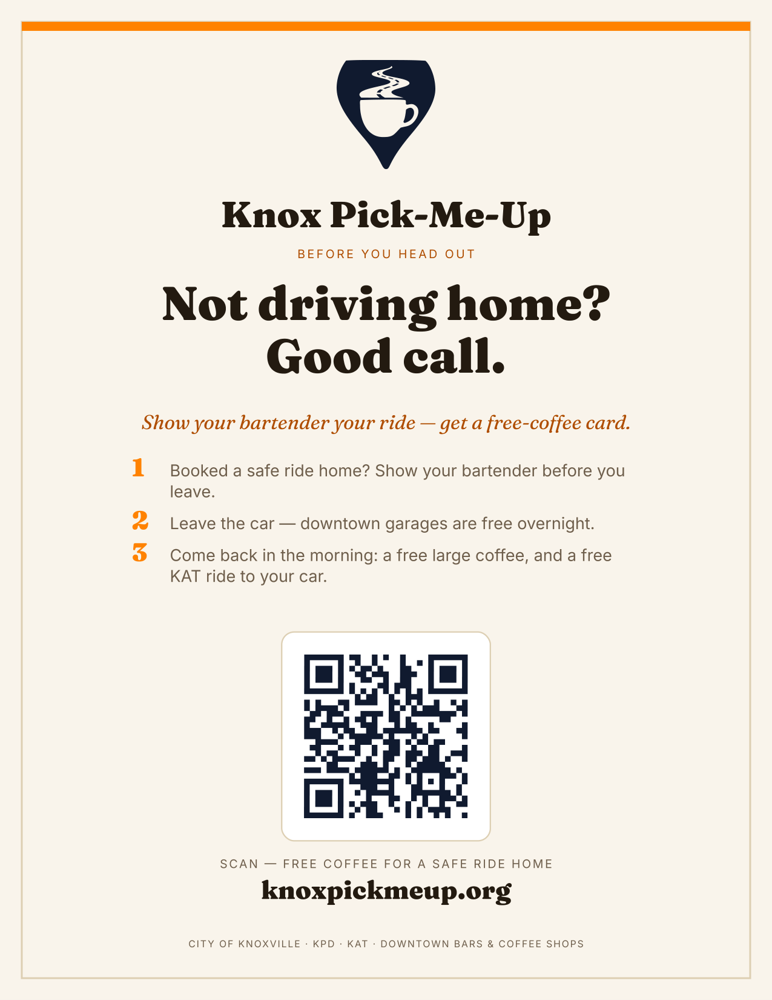 Knox Pick-Me-Up
BEFORE YOU HEAD OUT
Not driving home?
Good call.
Show your bartender your ride — get a free-coffee card.
1 Booked a safe ride home? Show your bartender before you
leave.
2 Leave the car — downtown garages are free overnight.
3 Come back in the morning: a free large coffee, and a free
KAT ride to your car.
SCAN — FREE COFFEE FOR A SAFE RIDE HOME
knoxpickmeup.org
CITY OF KNOXVILLE · KPD · KAT · DOWNTOWN BARS & COFFEE SHOPS